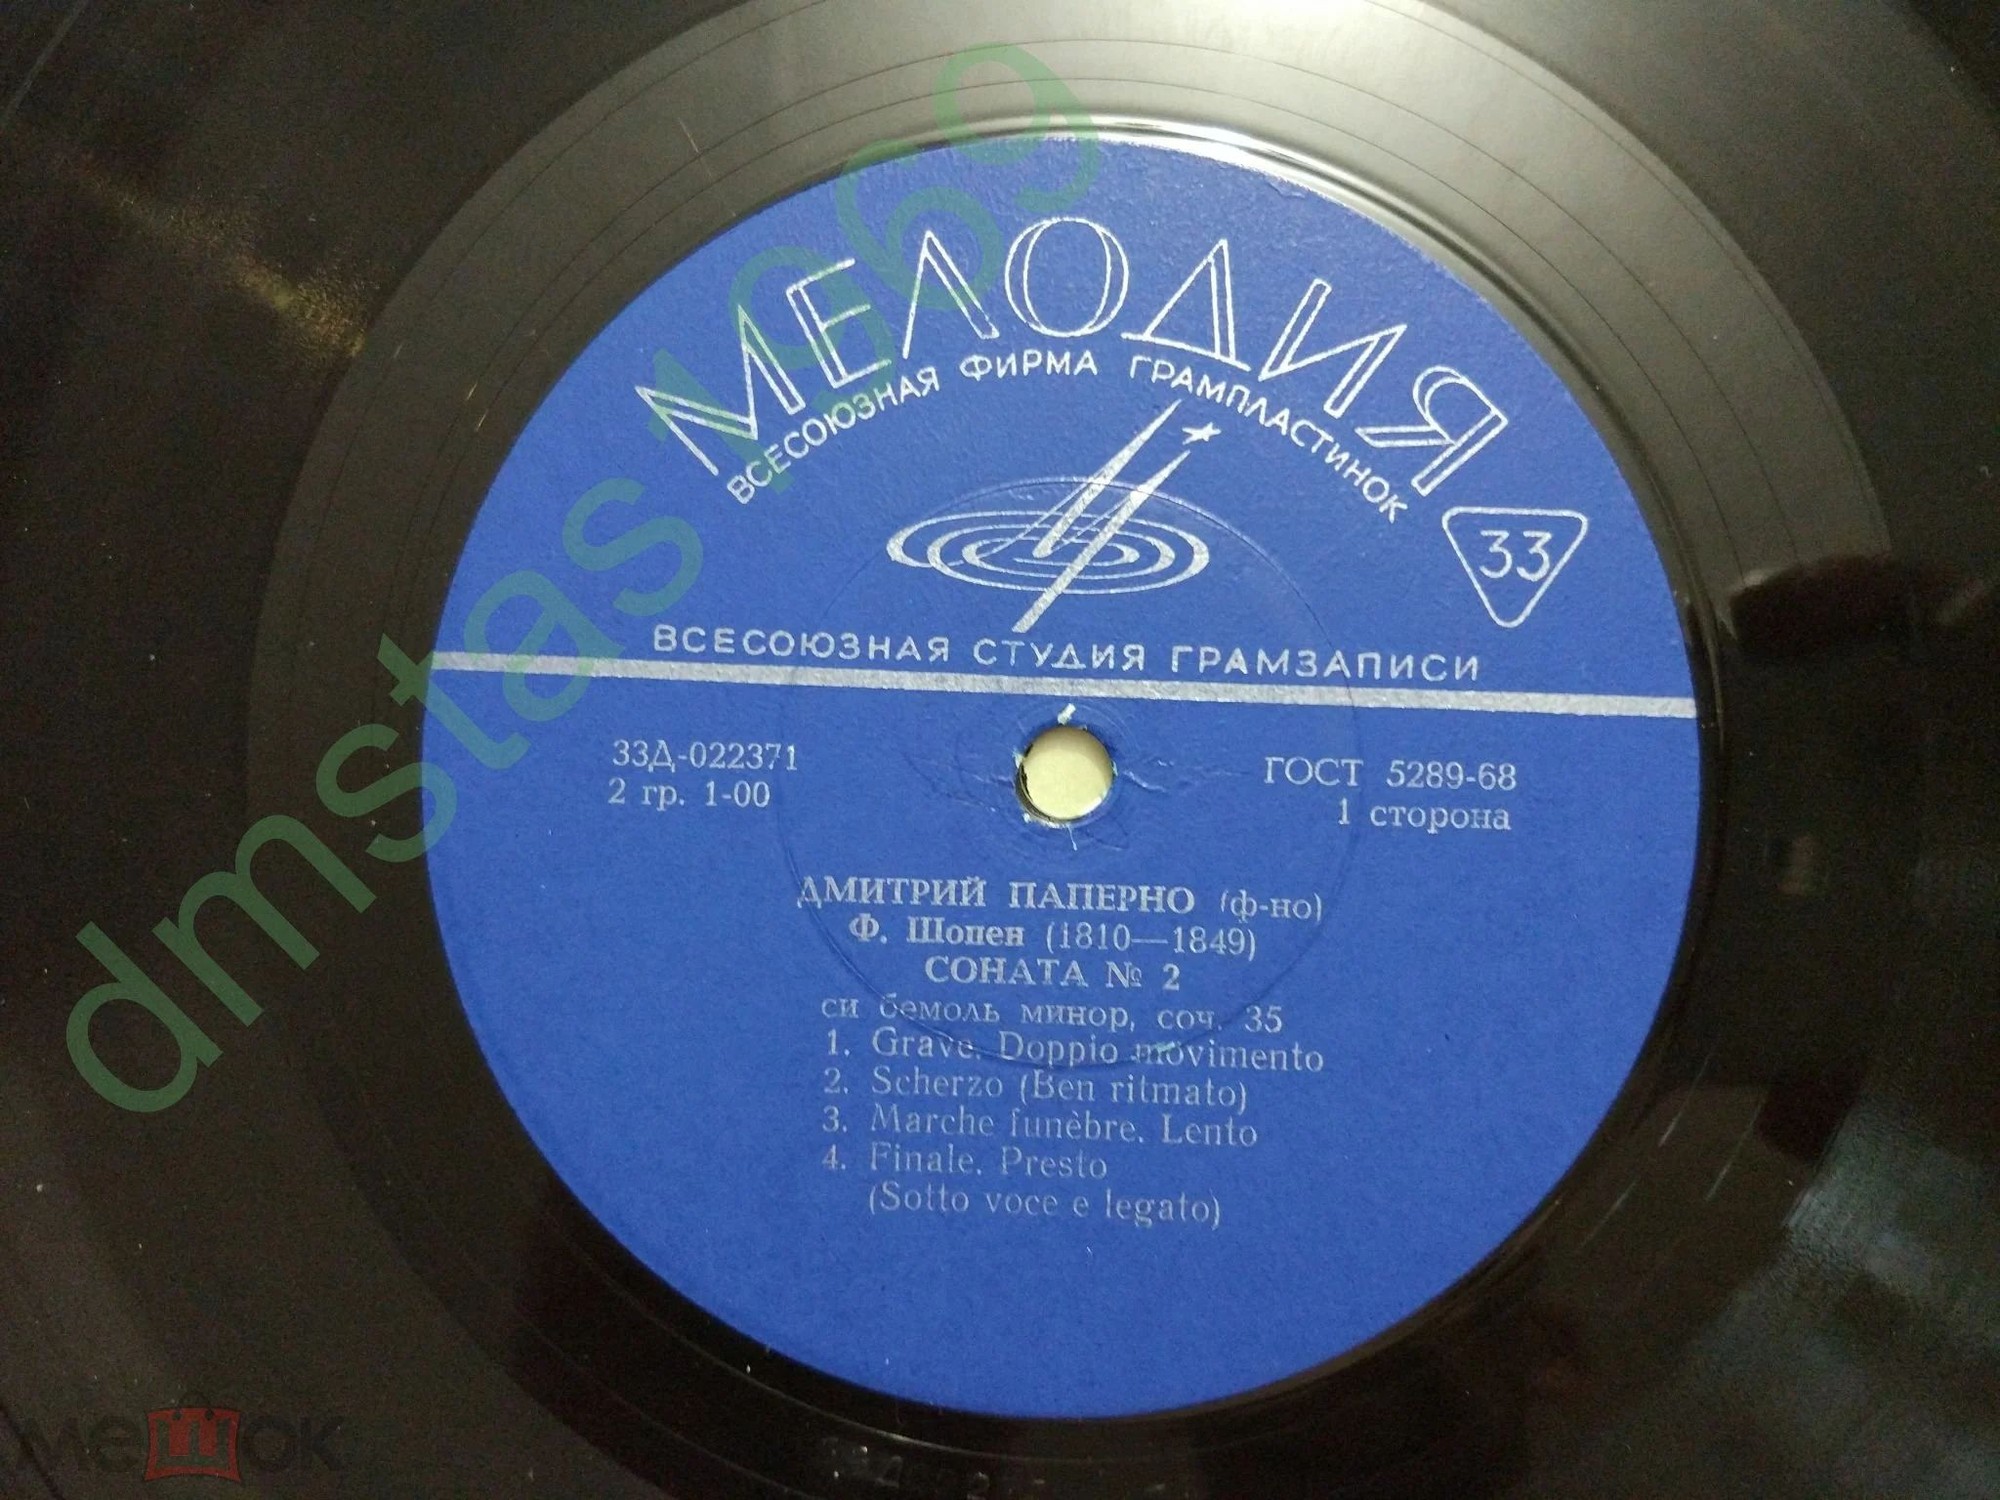 МЕЛОДИЯ
ВСЕСОЮЗНАЯ ФИРМА ГРАМПЛАСТИНОК
33
ВСЕСОЮЗНАЯ СТУДИЯ ГРАМЗАПИСИ
33Д-022371
ГОСТ 5289-68
2 гр. 1-00
1 сторона
ДМИТРИЙ ПАПЕРНО (ф-но)
Ф. Шопен (1810—1849)
СОНАТА № 2
си бемоль минор, соч. 35
1. Grave. Doppio movimento
2. Scherzo (Ben ritmato)
3. Marche funèbre. Lento
4. Finale. Presto
(Sotto voce e legato)
dmstas 1969
мешок